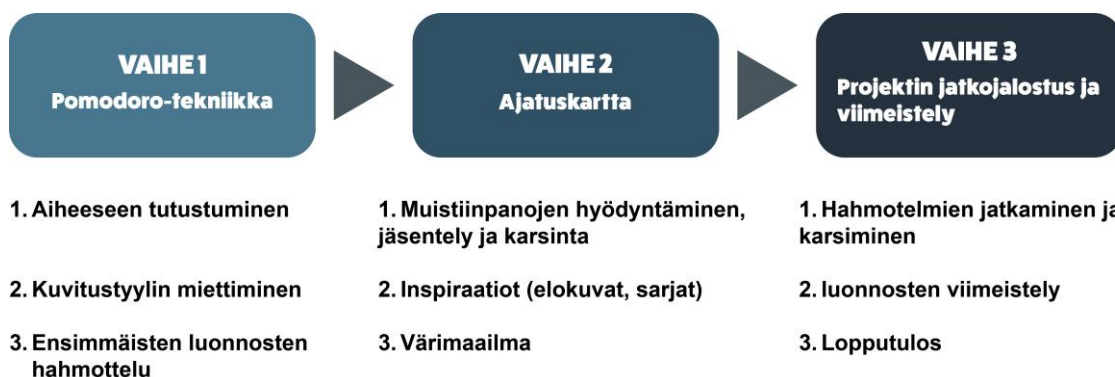 VAIHE 1
Pomodoro-tekniikka
VAIHE 2
Ajatuskartta
VAIHE 3
Projektin jatkojalostus ja
viimeistely
1. Aiheeseen tutustuminen
2. Kuvitustyylin miettiminen
3. Ensimmäisten luonnosten
hahmottelu
1. Muistiinpanojen hyödyntäminen,
jäsentely ja karsinta
2. Inspiraatiot (elokuvat, sarjat)
3. Värimaailma
1. Hahmotelmien jatkaminen ja
karsiminen
2. luonnosten viimeistely
3. Lopputulos